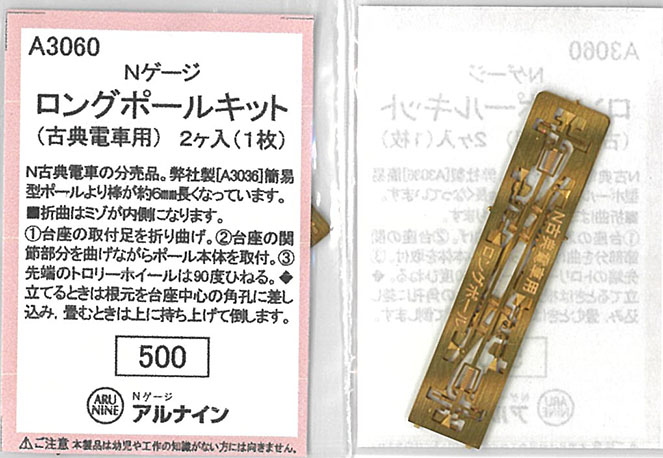 A3060
Nゲージ
ロングポールキット
(古典電車用) 2ヶ入(1枚)
N古典電車の分売品。弊社製[A3036]簡易
型ポールより棒が約6mm長くなっています。
■折曲はミゾが内側になります。
①台座の取付足を折り曲げ。②台座の関
節部分を曲げながらポール本体を取付。③
先端のトロリーホイールは90度ひねる。◆
立てるときは根元を台座中心の角孔に差し
込み，畳むときは上に持ち上げて倒します。
500
ARU
NINE
Nゲージ
アルナイン
⚠ご注意 本製品は幼児や工作の知識がない方には向きません。
N古典電車用
ロングポール